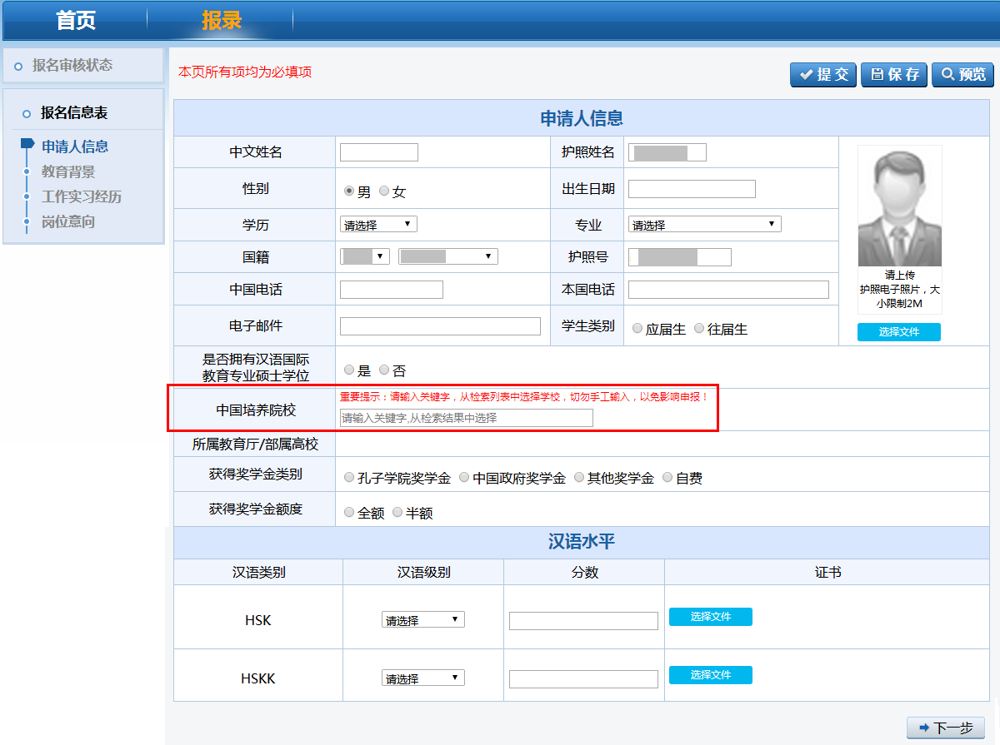 首页
报录
报名审核状态
报名信息表
申请人信息
教育背景
工作实习经历
岗位意向
本页所有项均为必填项
提 交
保 存
预览
申请人信息
中文姓名
护照姓名
性别
男 女
出生日期
学历
请选择
专业
请选择
国籍
护照号
中国电话
本国电话
电子邮件
学生类别
应届生 往届生
请上传
护照电子照片，大
小限制2M
选择文件
是否拥有汉语国际
教育专业硕士学位
是 否
中国培养院校
重要提示：请输入关键字，从检索列表中选择学校，切勿手工输入，以免影响申报！
请输入关键字,从检索结果中选择
所属教育厅/部属高校
获得奖学金类别
孔子学院奖学金 中国政府奖学金 其他奖学金 自费
获得奖学金额度
全额 半额
汉语水平
汉语类别 汉语级别 分数 证书
HSK
请选择
选择文件
HSKK
请选择
选择文件
下一步